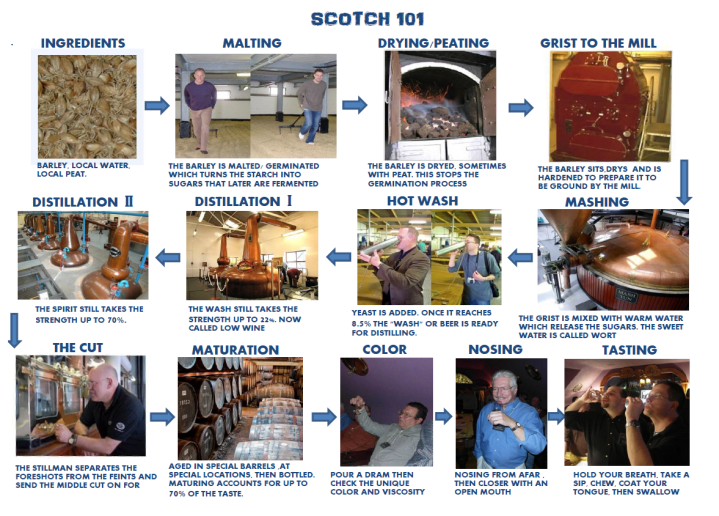 SCOTCH 101
INGREDIENTS
BARLEY, LOCAL WATER,
LOCAL PEAT.
MALTING
THE BARLEY IS MALTED/ GERMINATED
WHICH TURNS THE STARCH INTO
SUGARS THAT LATER ARE FERMENTED
DRYING/PEATING
THE BARLEY IS DRYED, SOMETIMES
WITH PEAT. THIS STOPS THE
GERMINATION PROCESS
GRIST TO THE MILL
THE BARLEY SITS,DRYS AND IS
HARDENED TO PREPARE IT TO
BE GROUND BY THE MILL.
MASHING
THE GRIST IS MIXED WITH WARM WATER
WHICH RELEASE THE SUGARS. THE SWEET
WATER IS CALLED WORT
HOT WASH
YEAST IS ADDED. ONCE IT REACHES
8.5% THE "WASH" OR BEER IS READY
FOR DISTILLING.
DISTILLATION I
THE WASH STILL TAKES THE
STRENGTH UP TO 22%. NOW
CALLED LOW WINE
DISTILLATION II
THE SPIRIT STILL TAKES THE
STRENGTH UP TO 70%.
THE CUT
THE STILLMAN SEPARATES THE
FORESHOTS FROM THE FEINTS AND
SEND THE MIDDLE CUT ON FOR
MATURATION
AGED IN SPECIAL BARRELS ,AT
SPECIAL LOCATIONS, THEN BOTTLED.
MATURING ACCOUNTS FOR UP TO
70% OF THE TASTE.
COLOR
POUR A DRAM THEN
CHECK THE UNIQUE
COLOR AND VISCOSITY
NOSING
NOSING FROM AFAR ,
THEN CLOSER WITH AN
OPEN MOUTH
TASTING
HOLD YOUR BREATH, TAKE A
SIP, CHEW, COAT YOUR
TONGUE, THEN SWALLOW